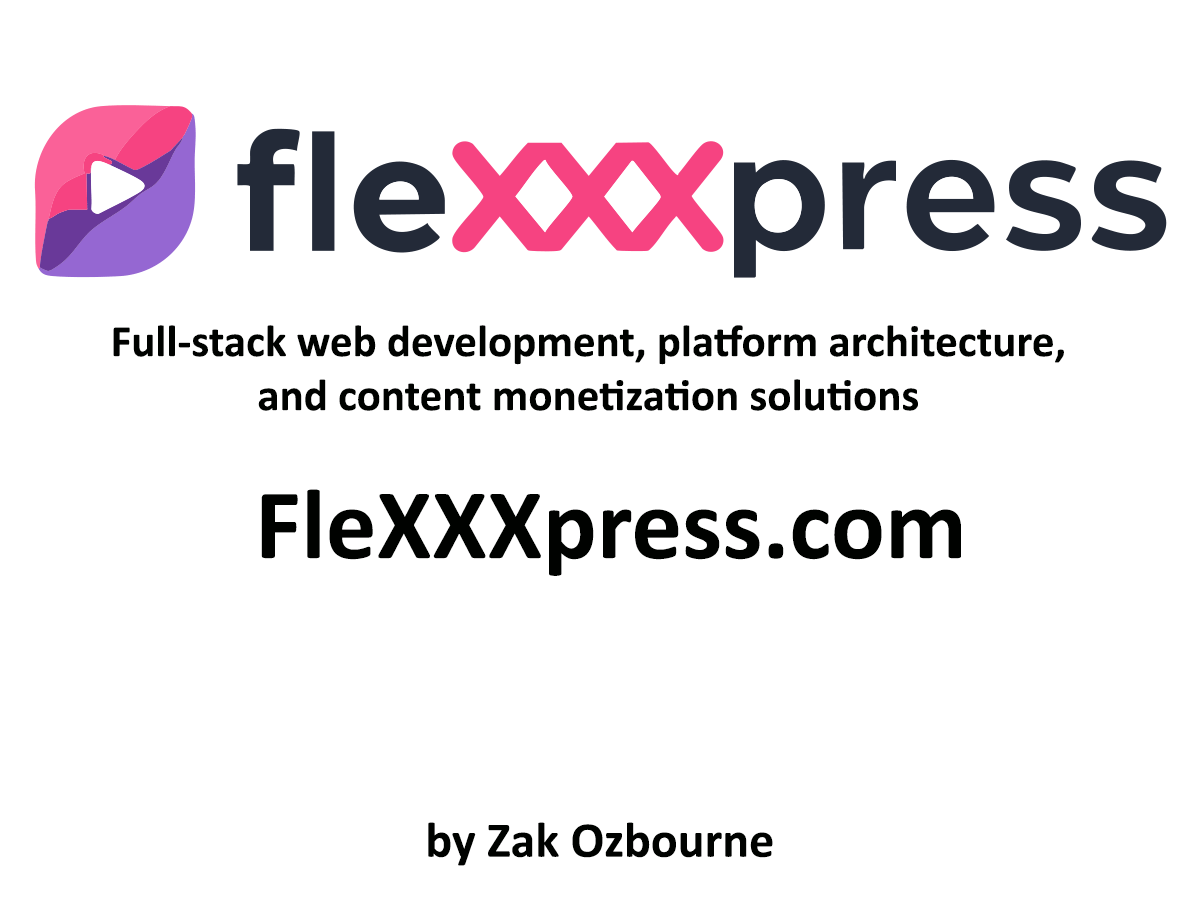 fleXXXpress
Full-stack web development, platform architecture,
and content monetization solutions
FleXXXpress.com
by Zak Ozbourne